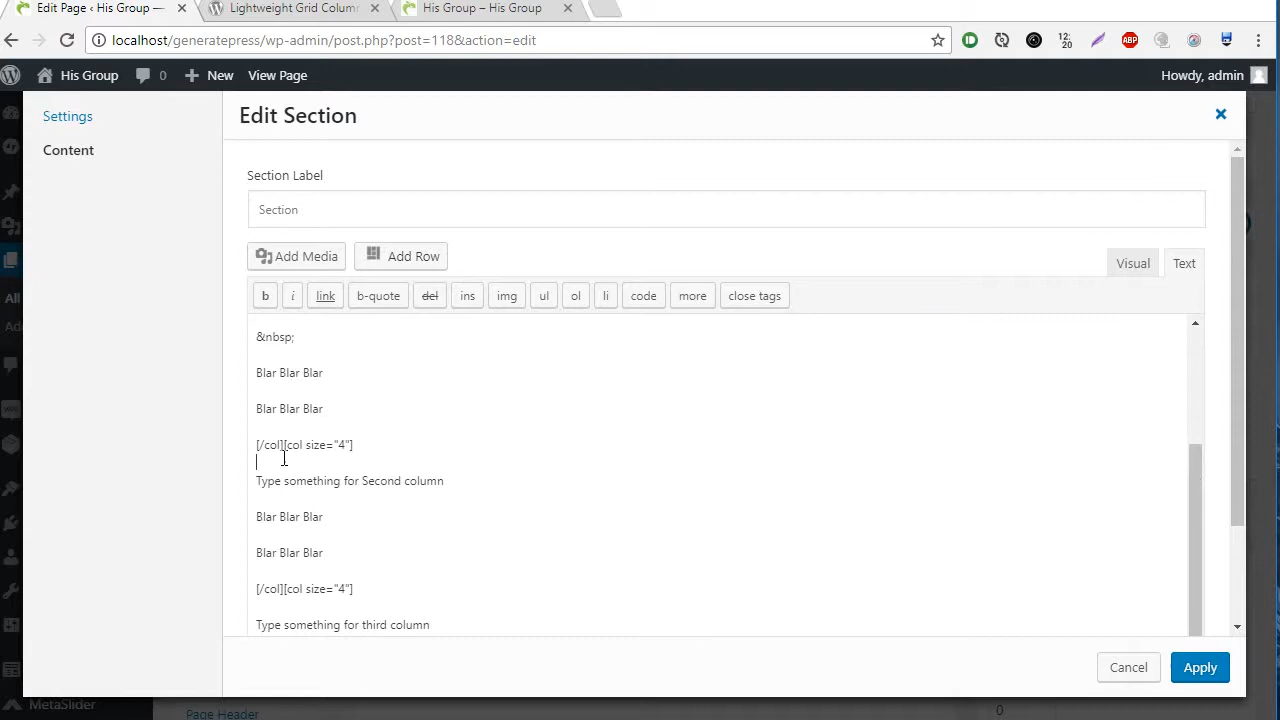 Edit Page ‹ His Group —
Lightweight Grid Column
His Group – His Group
localhost/generatepress/wp-admin/post.php?post=118&action=edit
12:
20
ABP
His Group
0
New
View Page
Howdy, admin
Settings
Content
Edit Section
Section Label
Section
Add Media
Add Row
Visual
Text
b
i
link
b-quote
del
ins
img
ul
ol
li
code
more
close tags
&nbsp;
Blar Blar Blar
Blar Blar Blar
[/col][col size="4"]
Type something for Second column
Blar Blar Blar
Blar Blar Blar
[/col][col size="4"]
Type something for third column
Cancel
Apply
All
Add
MetaSlider
Page Header
0